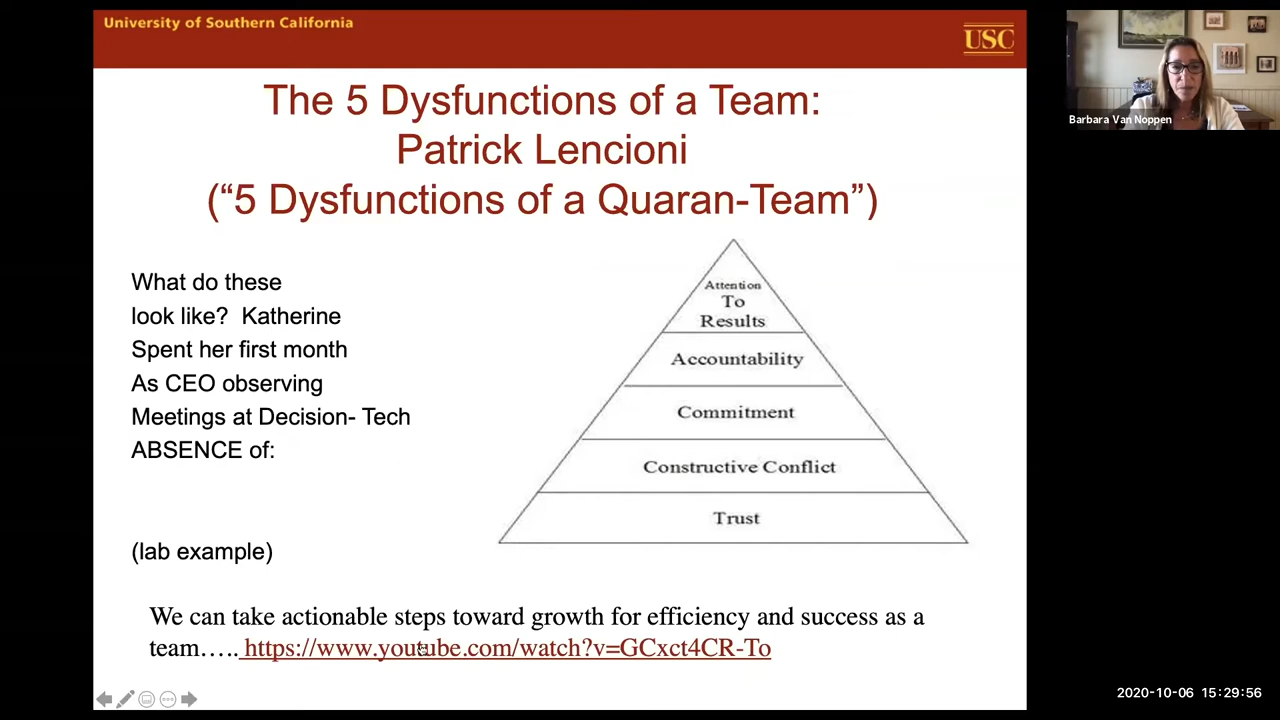 University of Southern California
USC
The 5 Dysfunctions of a Team:
Patrick Lencioni
(“5 Dysfunctions of a Quaran-Team”)
What do these
look like?  Katherine
Spent her first month
As CEO observing
Meetings at Decision- Tech
ABSENCE of:
(lab example)
Attention
To
Results
Accountability
Commitment
Constructive Conflict
Trust
We can take actionable steps toward growth for efficiency and success as a
team….. https://www.youtube.com/watch?v=GCxct4CR-To
Barbara Van Noppen
2020-10-06 15:29:56